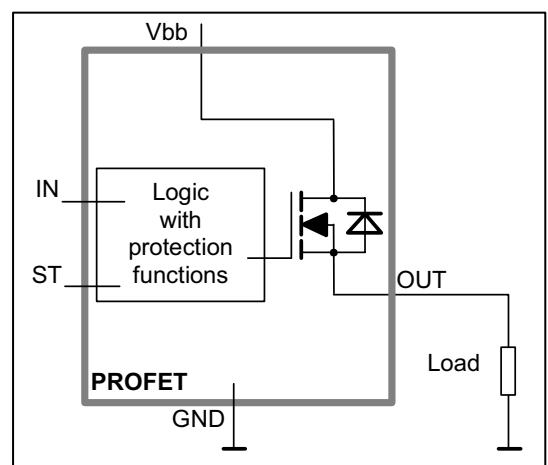 Vbb
IN
Logic
with
protection
functions
ST
OUT
Load
PROFET
GND